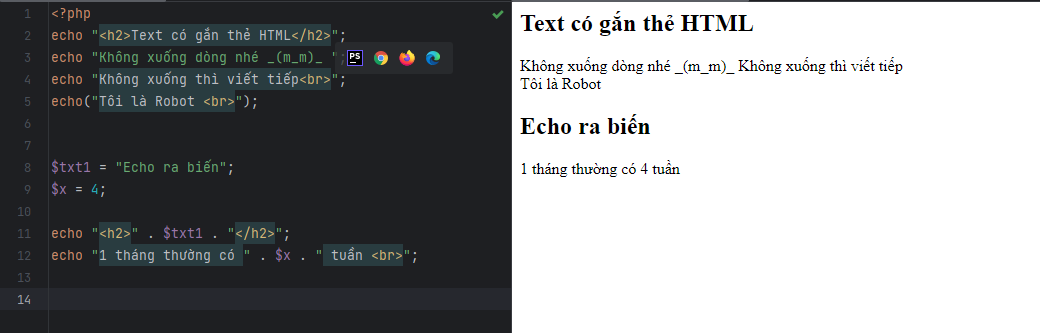 1 <?php
2 echo "<h2>Text có gắn thẻ HTML</h2>";
3 echo "Không xuống dòng nhé _(m_m)_ ";
4 echo "Không xuống thì viết tiếp<br>";
5 echo("Tôi là Robot <br>");
6
7
8 $txt1 = "Echo ra biến";
9 $x = 4;
10
11 echo "<h2>" . $txt1 . "</h2>";
12 echo "1 tháng thường có " . $x . " tuần <br>";
13
14
PS
Text có gắn thẻ HTML
Không xuống dòng nhé _(m_m)_ Không xuống thì viết tiếp
Tôi là Robot
Echo ra biến
1 tháng thường có 4 tuần